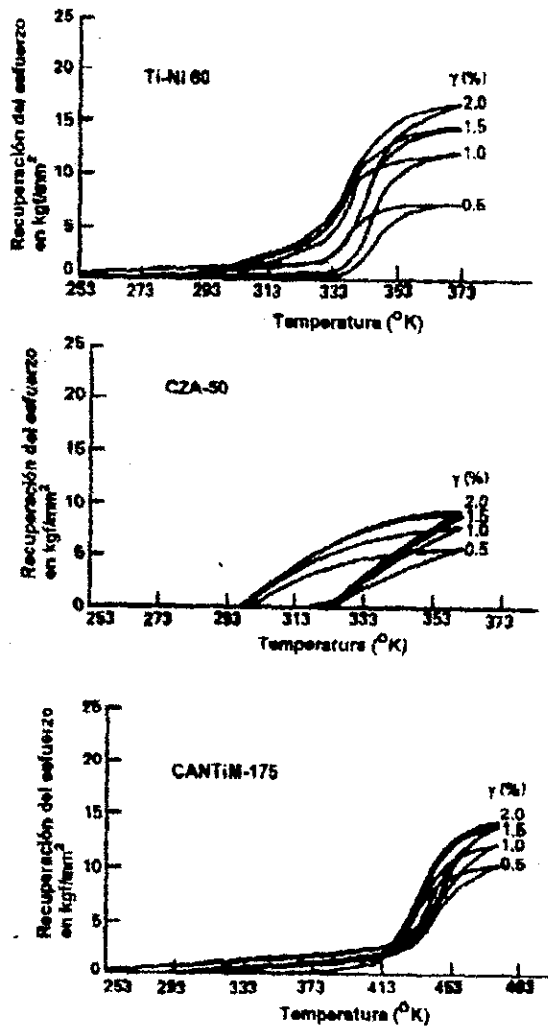 Recuperación del esfuerzo
en kgf/mm²
25
20
15
10
5
0
Ti-Ni 60
γ (%)
2.0
1.5
1.0
0.5
253 273 293 313 333 353 373
Temperatura (°K)
Recuperación del esfuerzo
en kgf/mm²
25
20
15
10
5
0
CZA-50
γ (%)
2.0
1.5
1.0
0.5
253 273 293 313 333 353 373
Temperatura (°K)
Recuperación del esfuerzo
en kgf/mm²
25
20
15
10
5
0
CANTiM-175
γ (%)
2.0
1.5
1.0
0.5
253 293 333 373 413 453
Temperatura (°K)